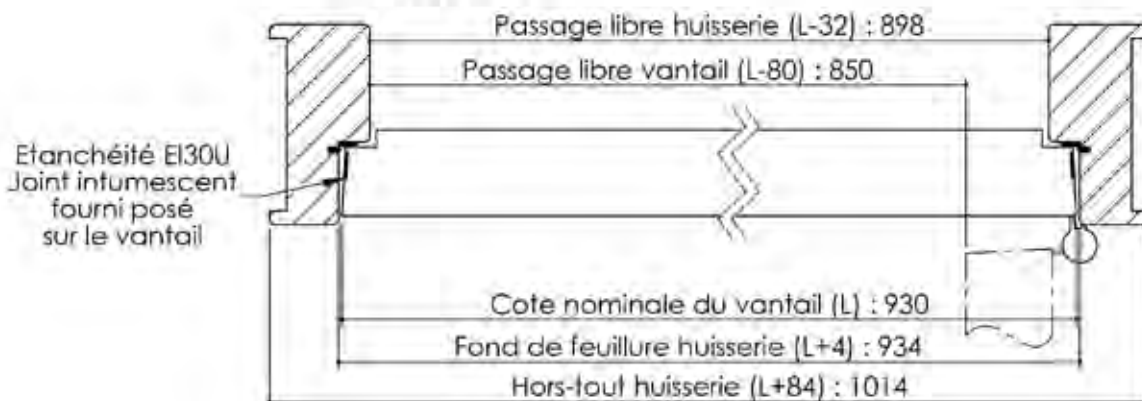 Passage libre huisserie (L-32) : 898
Passage libre vantail (L-80) : 850
Etanchéité EI30U
Joint intumescent
fourni posé
sur le vantail
Cote nominale du vantail (L) : 930
Fond de feuillure huisserie (L+4) : 934
Hors-tout huisserie (L+84) : 1014